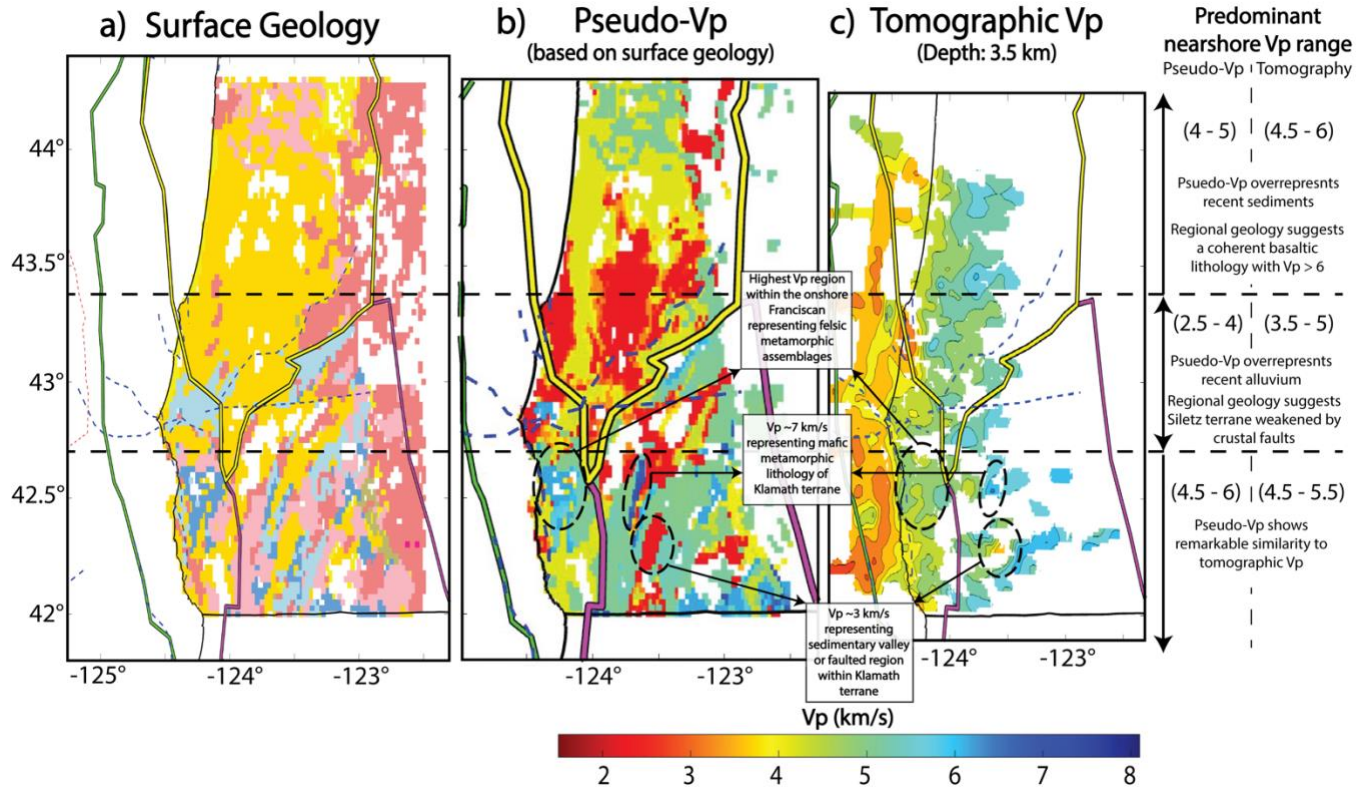 a) Surface Geology
b) Pseudo-Vp
(based on surface geology)
c) Tomographic Vp
(Depth: 3.5 km)
Predominant
nearshore Vp range
Pseudo-Vp
Tomography
44°
43.5°
43°
42.5°
42°
-125°
-124°
-123°
-124°
-123°
-124°
-123°
Highest Vp region
within the onshore
Franciscan
representing felsic
metamorphic
assemblages
Vp ~7 km/s
representing mafic
metamorphic
lithology of
Klamath terrane
Vp ~3 km/s
representing
sedimentary valley
or faulted region
within Klamath
terrane
(4 - 5)
(4.5 - 6)
Psuedo-Vp overrepresnts
recent sediments
Regional geology suggests
a coherent basaltic
lithology with Vp > 6
(2.5 - 4)
(3.5 - 5)
Psuedo-Vp overrepresnts
recent alluvium
Regional geology suggests
Siletz terrane weakened by
crustal faults
(4.5 - 6)
(4.5 - 5.5)
Pseudo-Vp shows
remarkable similarity to
tomographic Vp
Vp (km/s)
2 3 4 5 6 7 8